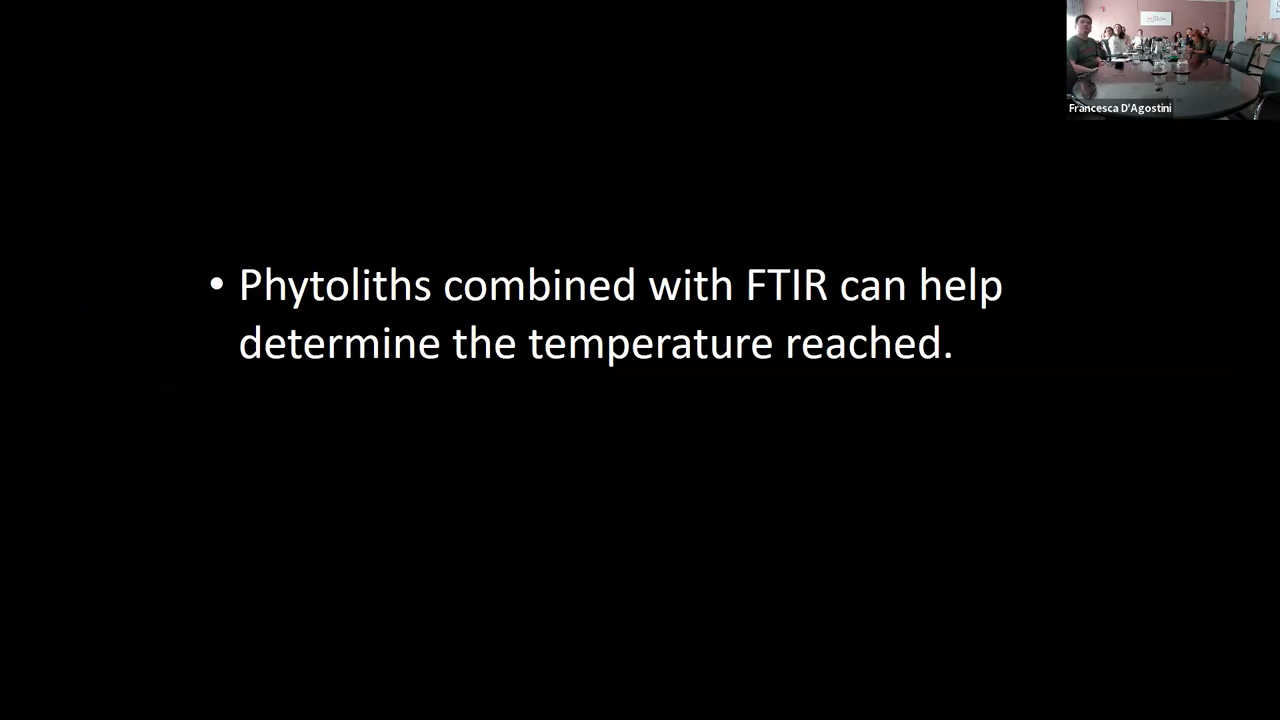 Francesca D'Agostini
• Phytoliths combined with FTIR can help
determine the temperature reached.